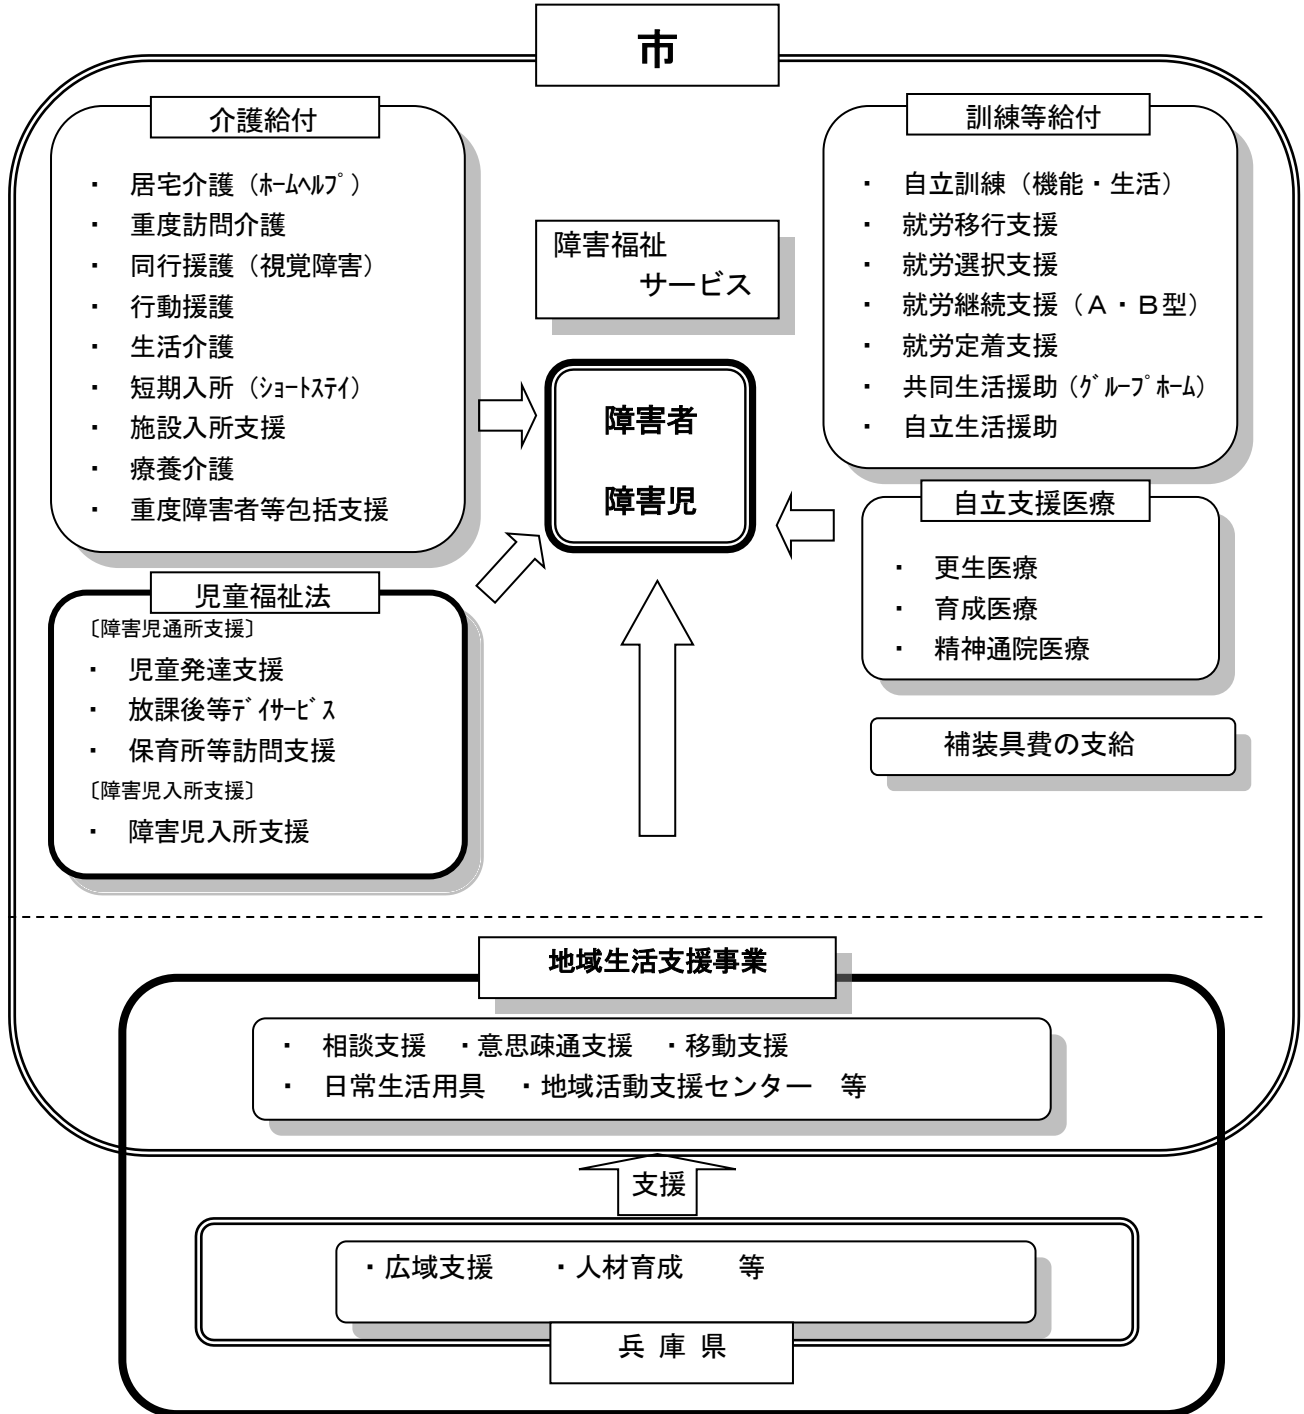 市
介護給付
・ 居宅介護（ﾎｰﾑﾍﾙﾌﾟ）
・ 重度訪問介護
・ 同行援護（視覚障害）
・ 行動援護
・ 生活介護
・ 短期入所（ｼｮｰﾄｽﾃｲ）
・ 施設入所支援
・ 療養介護
・ 重度障害者等包括支援
障害福祉
サービス
訓練等給付
・ 自立訓練（機能・生活）
・ 就労移行支援
・ 就労選択支援
・ 就労継続支援（Ａ・Ｂ型）
・ 就労定着支援
・ 共同生活援助（ｸﾞﾙｰﾌﾟﾎｰﾑ）
・ 自立生活援助
障害者
障害児
自立支援医療
・ 更生医療
・ 育成医療
・ 精神通院医療
児童福祉法
〔障害児通所支援〕
・ 児童発達支援
・ 放課後等ﾃﾞｲｻｰﾋﾞｽ
・ 保育所等訪問支援
〔障害児入所支援〕
・ 障害児入所支援
補装具費の支給
地域生活支援事業
・ 相談支援 ・意思疎通支援 ・移動支援
・ 日常生活用具 ・地域活動支援センター 等
支援
・広域支援 ・人材育成 等
兵 庫 県